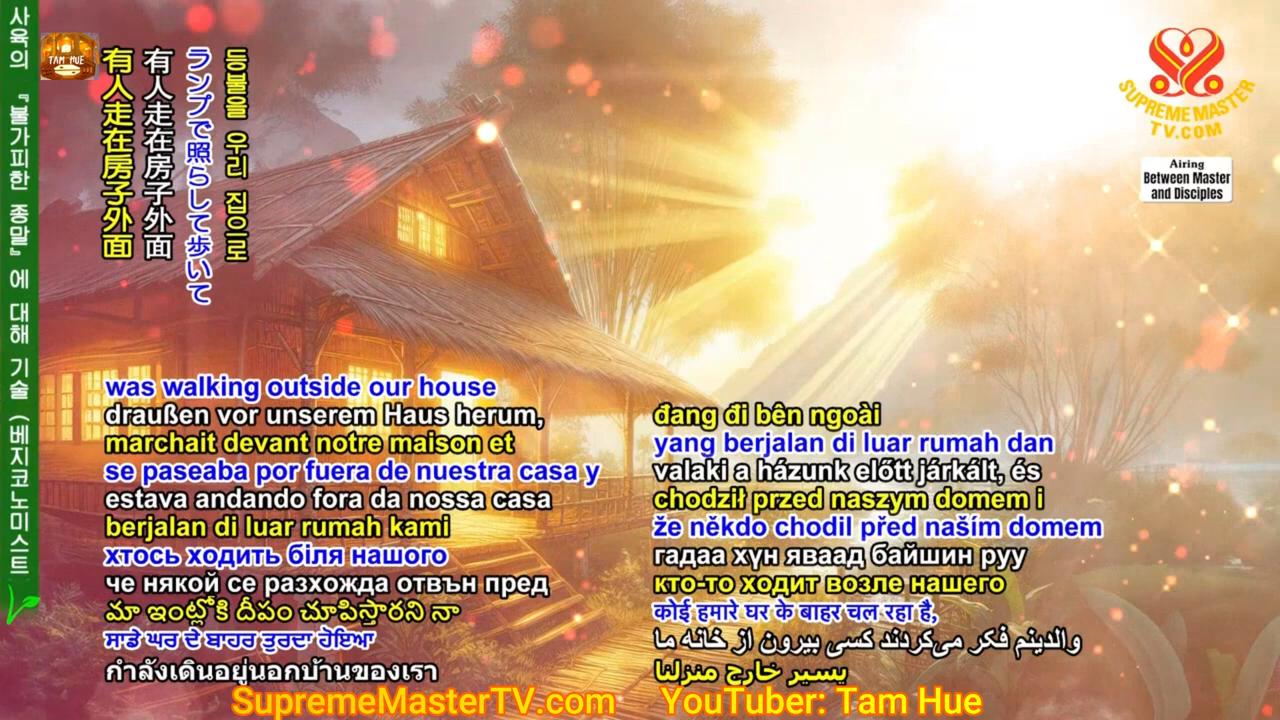 사육의 『불가피한 종말』에 대해 기술 (베지코노미스트
TAM HUE
有人走在房子外面
有人走在房子外面
ランプで照らして歩いて
등불을 우리 집으로
SUPREME MASTER
TV.COM
Airing
Between Master
and Disciples
was walking outside our house
draußen vor unserem Haus herum,
marchait devant notre maison et
se paseaba por fuera de nuestra casa y
estava andando fora da nossa casa
berjalan di luar rumah kami
хтось ходить біля нашого
че някой се разхожда отвън пред
మా ఇంట్లోకి దీపం చూపిస్తారని నా
ਸਾਡੇ ਘਰ ਦੇ ਬਾਹਰ ਤੁਰਦਾ ਹੋਇਆ
กำลังเดินอยู่นอกบ้านของเรา
đang đi bên ngoài
yang berjalan di luar rumah dan
valaki a házunk előtt járkált, és
chodził przed naszym domem i
že někdo chodil před naším domem
гадаа хүн яваад байшин руу
кто-то ходит возле нашего
कोई हमारे घर के बाहर चल रहा है,
والدینم فکر می‌کردند کسی بیرون از خانه ما
يسير خارج منزلنا
SupremeMasterTV.com YouTuber: Tam Hue